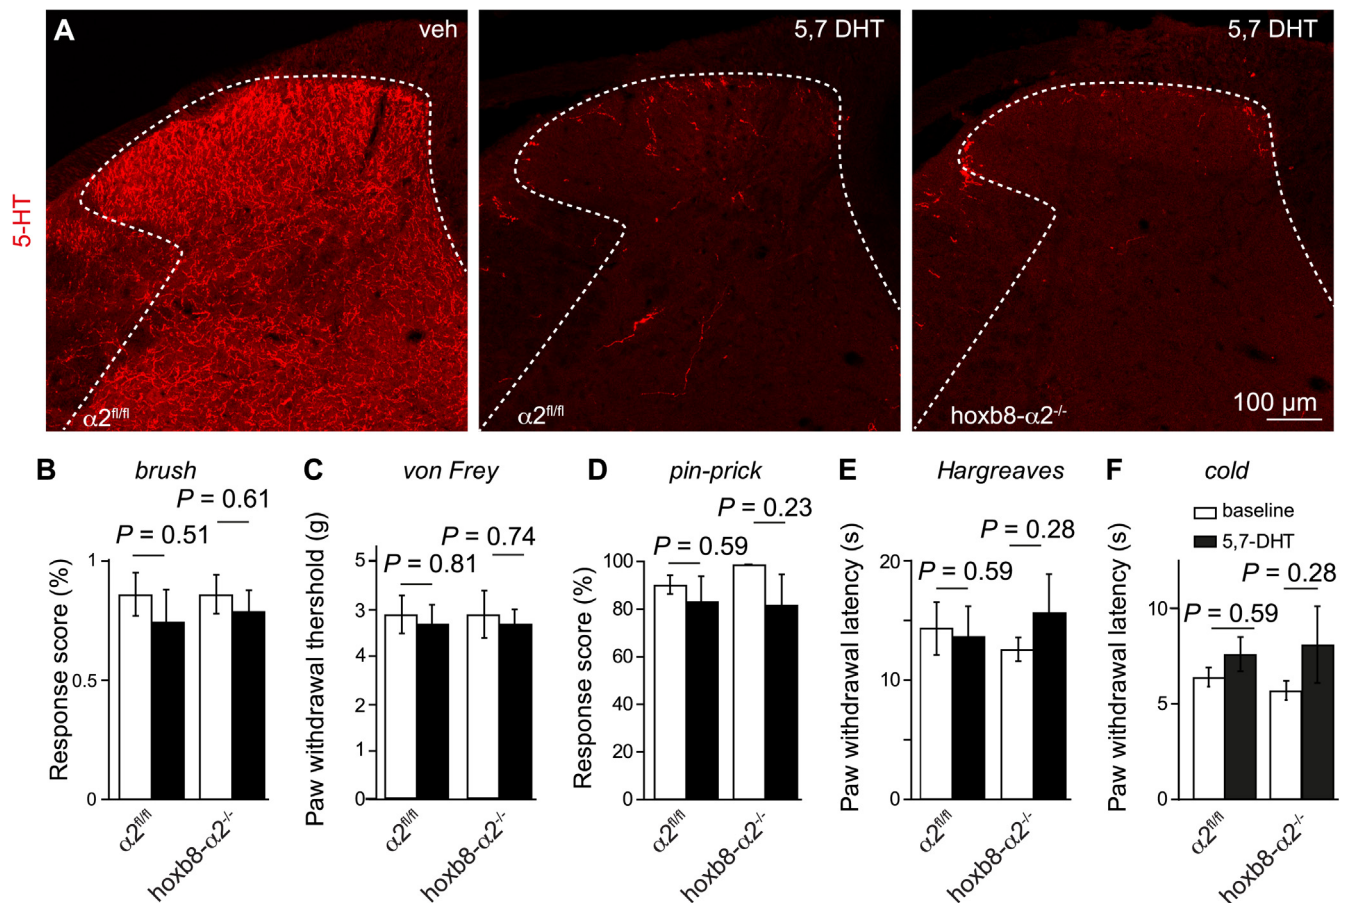 A
veh
5,7 DHT
5,7 DHT
5-HT
α2fl/fl
α2fl/fl
hoxb8-α2-/-
100 µm
B
brush
P = 0.61
P = 0.51
Response score (%)
1
0.5
0
α2fl/fl
hoxb8-α2-/-
C
von Frey
P = 0.74
P = 0.81
Paw withdrawal thershold (g)
5
3
4
2
1
0
α2fl/fl
hoxb8-α2-/-
D
pin-prick
P = 0.23
P = 0.59
Response score (%)
100
80
60
40
20
0
α2fl/fl
hoxb8-α2-/-
E
Hargreaves
P = 0.28
P = 0.59
Paw withdrawal latency (s)
20
10
0
α2fl/fl
hoxb8-α2-/-
F
cold
baseline
5,7-DHT
P = 0.28
P = 0.59
Paw withdrawal latency (s)
10
5
0
α2fl/fl
hoxb8-α2-/-